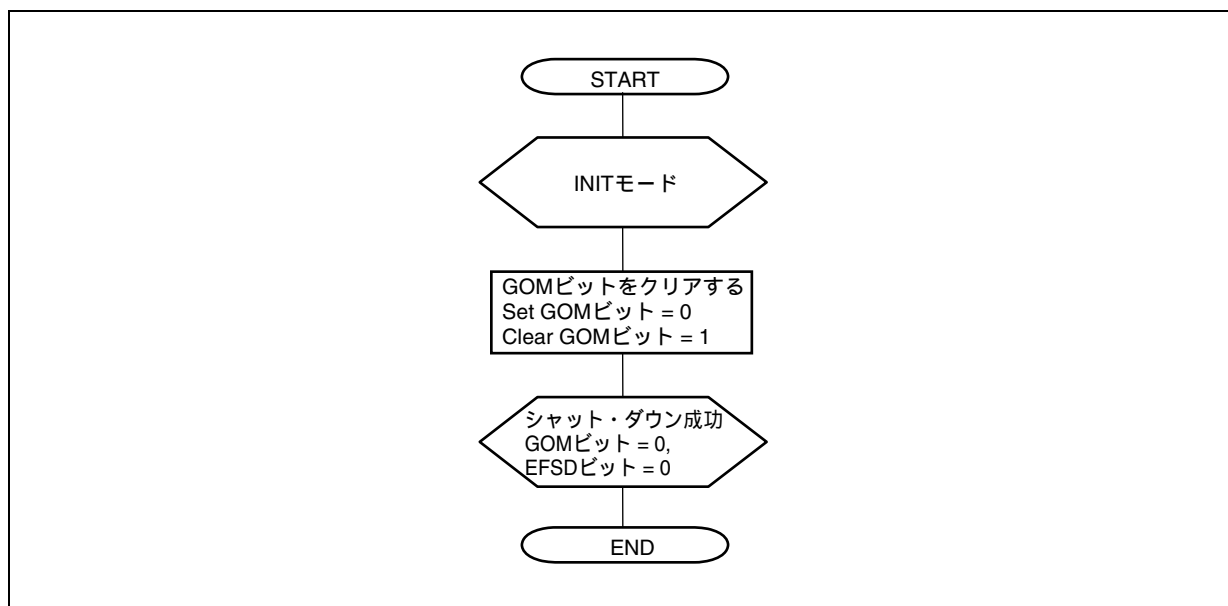 START
INITモード
GOMビットをクリアする
Set GOMビット = 0
Clear GOMビット = 1
シャット・ダウン成功
GOMビット = 0,
EFSDビット = 0
END